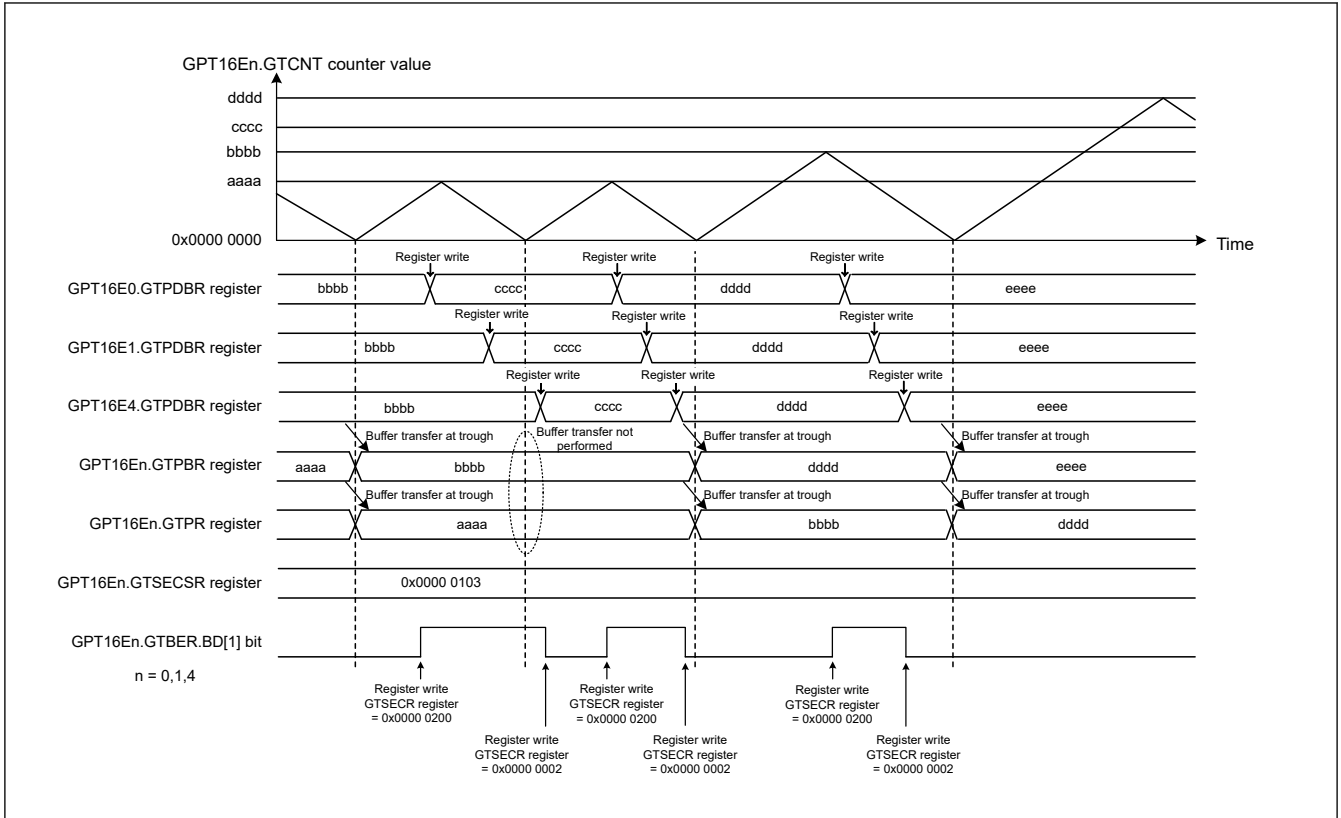 GPT16En.GTCNT counter value
dddd
cccc
bbbb
aaaa
0x0000 0000
Time
Register write
Register write
Register write
GPT16E0.GTPDBR register
bbbb
cccc
dddd
eeee
Register write
Register write
Register write
GPT16E1.GTPDBR register
bbbb
cccc
dddd
eeee
Register write
Register write
Register write
GPT16E4.GTPDBR register
bbbb
cccc
dddd
eeee
Buffer transfer at trough
Buffer transfer not
performed
Buffer transfer at trough
Buffer transfer at trough
GPT16En.GTPBR register
aaaa
bbbb
dddd
eeee
Buffer transfer at trough
Buffer transfer at trough
Buffer transfer at trough
GPT16En.GTPR register
aaaa
bbbb
dddd
GPT16En.GTSECSR register
0x0000 0103
GPT16En.GTBER.BD[1] bit
n = 0,1,4
Register write
GTSECR register
= 0x0000 0200
Register write
GTSECR register
= 0x0000 0200
Register write
GTSECR register
= 0x0000 0200
Register write
GTSECR register
= 0x0000 0002
Register write
GTSECR register
= 0x0000 0002
Register write
GTSECR register
= 0x0000 0002